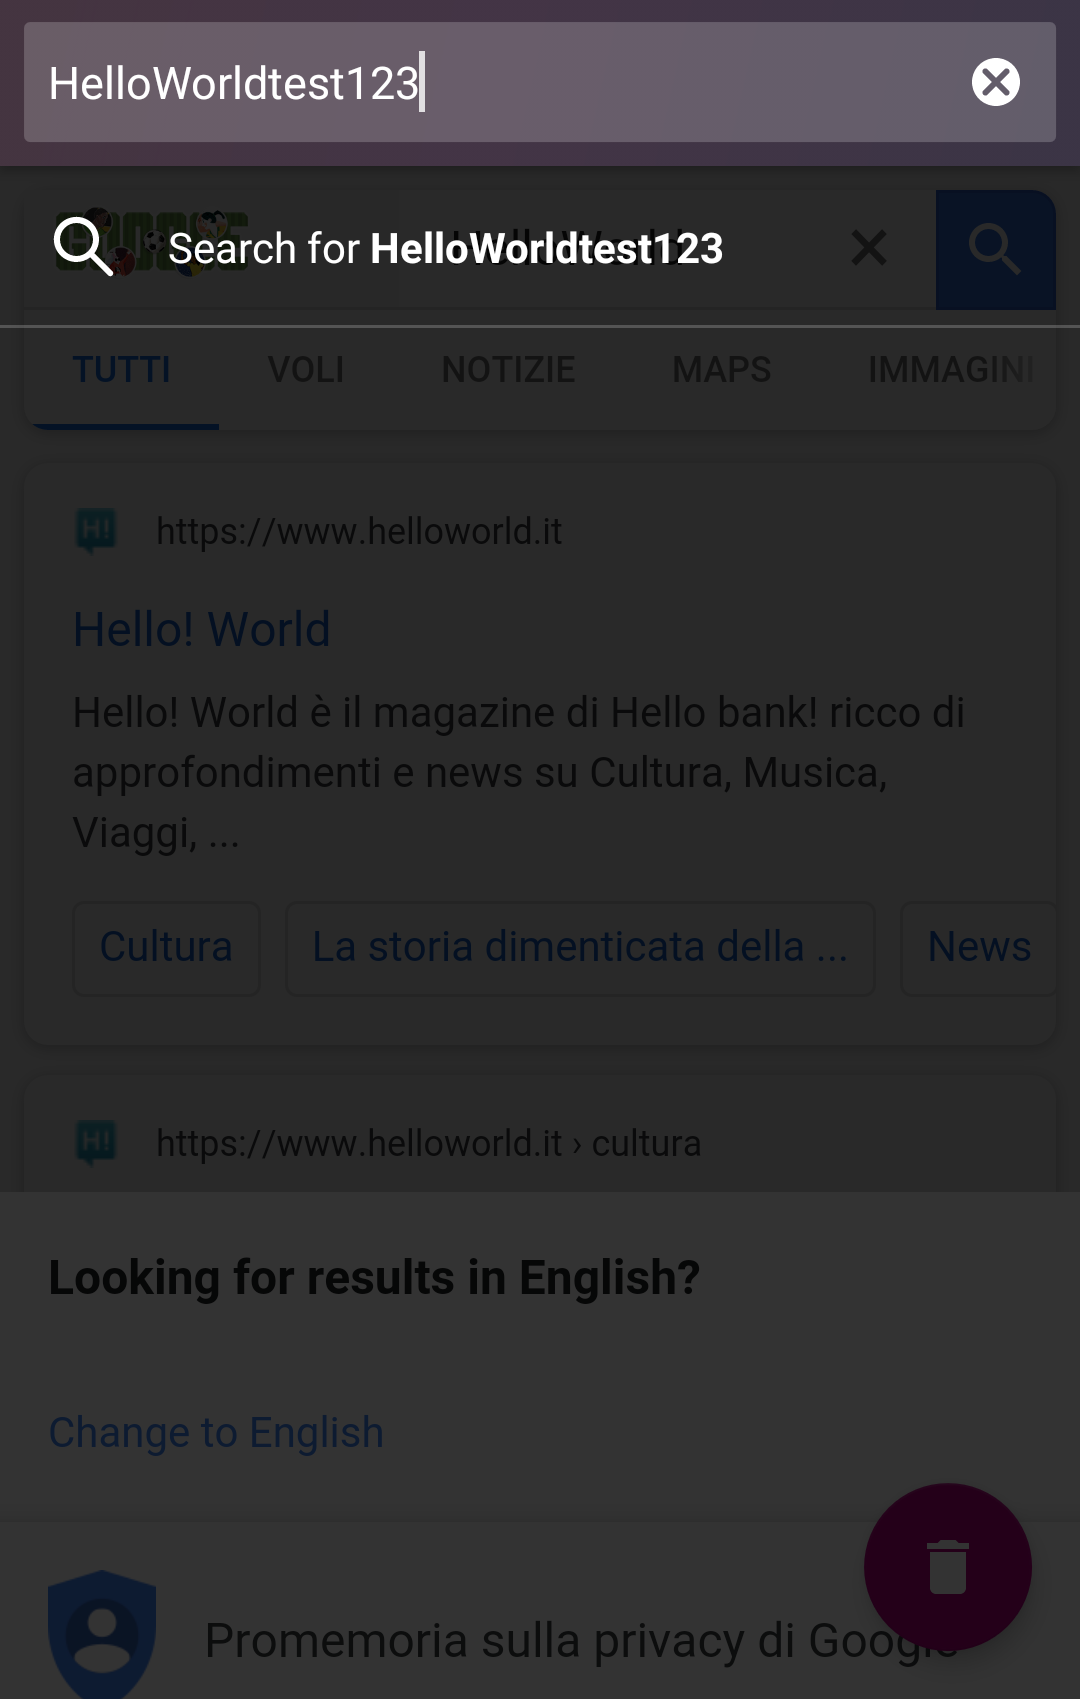 HelloWorldtest123
Search for HelloWorldtest123
TUTTI VOLI NOTIZIE MAPS IMMAGINI
https://www.helloworld.it
Hello! World
Hello! World è il magazine di Hello bank! ricco di
approfondimenti e news su Cultura, Musica,
Viaggi, ...
Cultura La storia dimenticata della ... News
https://www.helloworld.it › cultura
Looking for results in English?
Change to English
Promemoria sulla privacy di Google